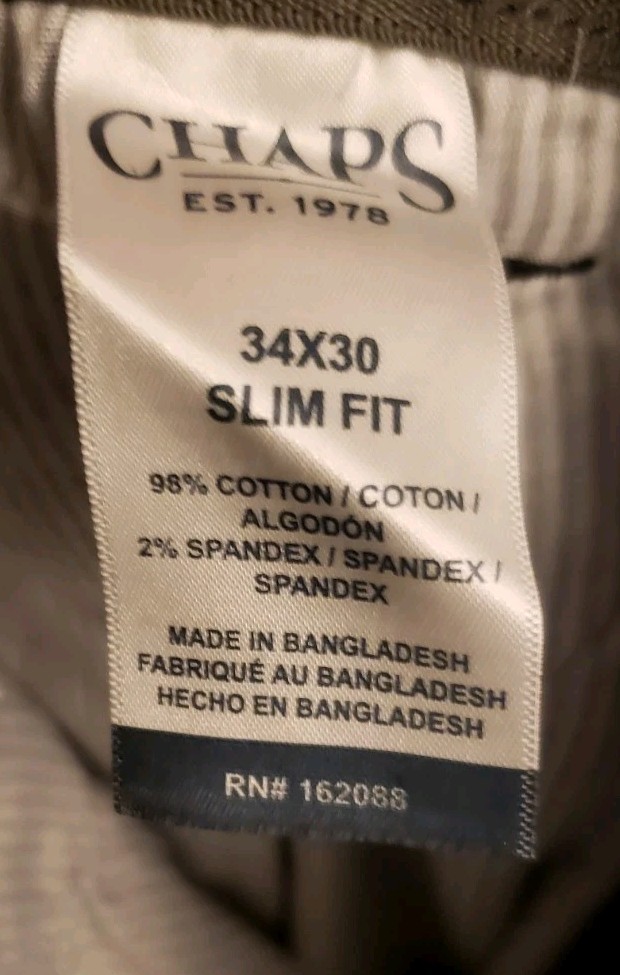 CHAPS
EST. 1978
34X30
SLIM FIT
98% COTTON / COTON /
ALGODÓN
2% SPANDEX / SPANDEX /
SPANDEX
MADE IN BANGLADESH
FABRIQUÉ AU BANGLADESH
HECHO EN BANGLADESH
RN# 162088